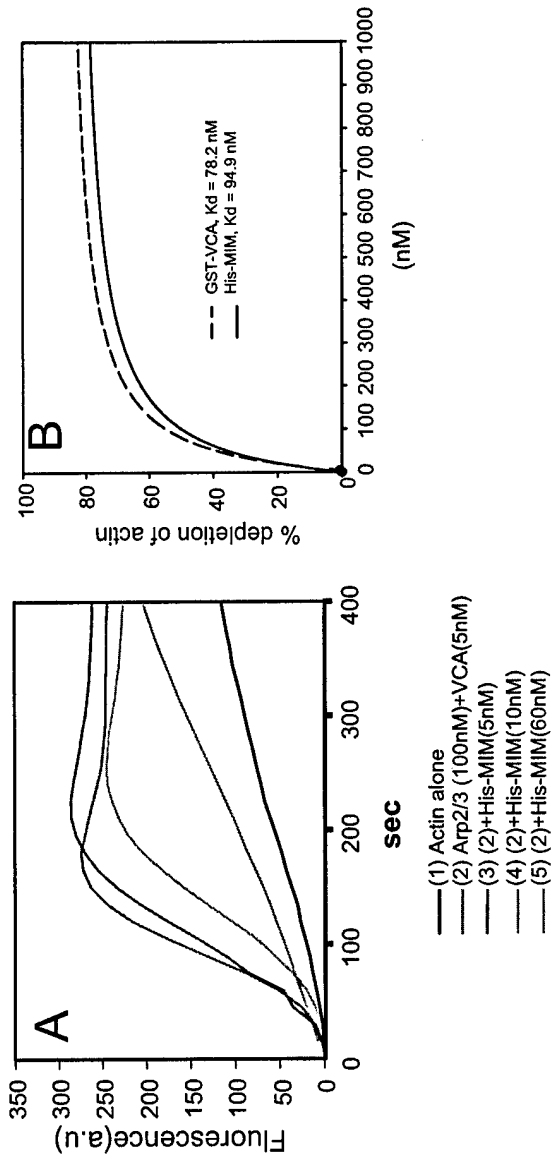 A
Fluorescence(a.u)
350
300
250
200
150
100
50
0
0
100
200
300
400
sec
(1) Actin alone
(2) Arp2/3 (100nM)+VCA(5nM)
(3) (2)+His-MIM(5nM)
(4) (2)+His-MIM(10nM)
(5) (2)+His-MIM(60nM)
B
% depletion of actin
100
80
60
40
20
0
0
100
200
300
400
500
600
700
800
900
1000
(nM)
GST-VCA, Kd = 78.2 nM
His-MIM, Kd = 94.9 nM